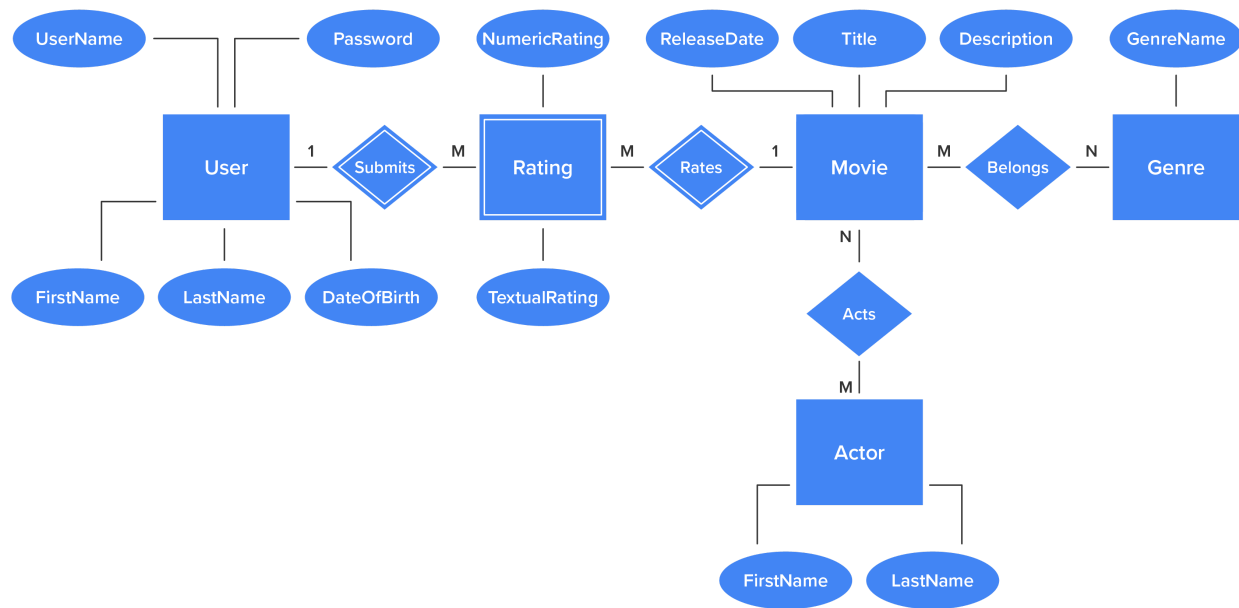 UserName
Password
NumericRating
ReleaseDate
Title
Description
GenreName
User
1
Submits
M
Rating
M
Rates
1
Movie
M
Belongs
N
Genre
N
FirstName
LastName
DateOfBirth
TextualRating
Acts
M
Actor
FirstName
LastName